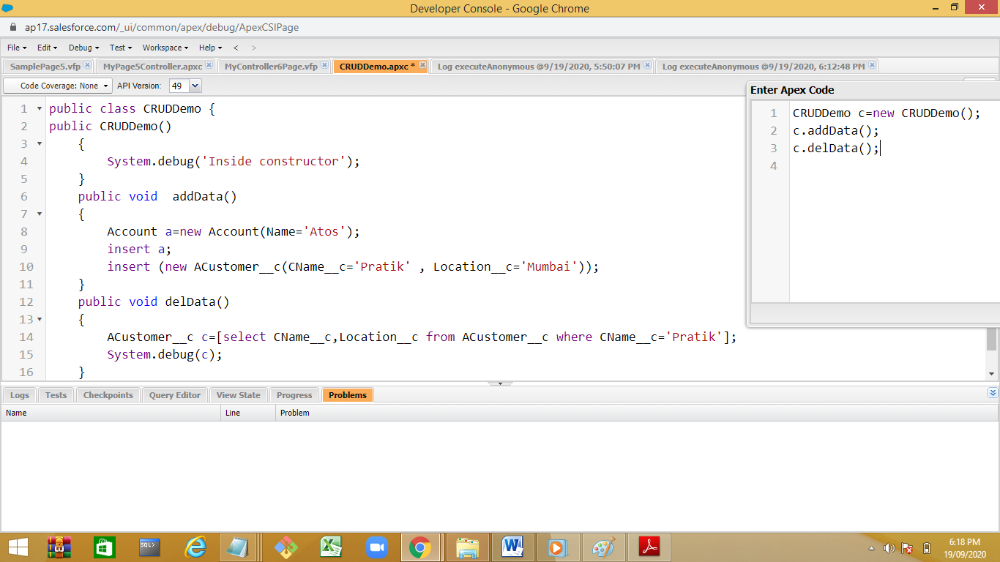 Developer Console - Google Chrome
ap17.salesforce.com/_ui/common/apex/debug/ApexCSIPage
File Edit Debug Test Workspace Help < >
SamplePage5.vfp MyPage5Controller.apxc MyController6Page.vfp CRUDDemo.apxc * Log executeAnonymous @9/19/2020, 5:50:07 PM Log executeAnonymous @9/19/2020, 6:12:48 PM
Code Coverage: None API Version: 49
1 public class CRUDDemo {
2 public CRUDDemo()
3 {
4 System.debug('Inside constructor');
5 }
6 public void addData()
7 {
8 Account a=new Account(Name='Atos');
9 insert a;
10 insert (new ACustomer__c(CName__c='Pratik' , Location__c='Mumbai'));
11 }
12 public void delData()
13 {
14 ACustomer__c c=[select CName__c,Location__c from ACustomer__c where CName__c='Pratik'];
15 System.debug(c);
16 }
Enter Apex Code
1 CRUDDemo c=new CRUDDemo();
2 c.addData();
3 c.delData();
4
Logs Tests Checkpoints Query Editor View State Progress Problems
Name Line Problem
SQL>
6:18 PM
19/09/2020